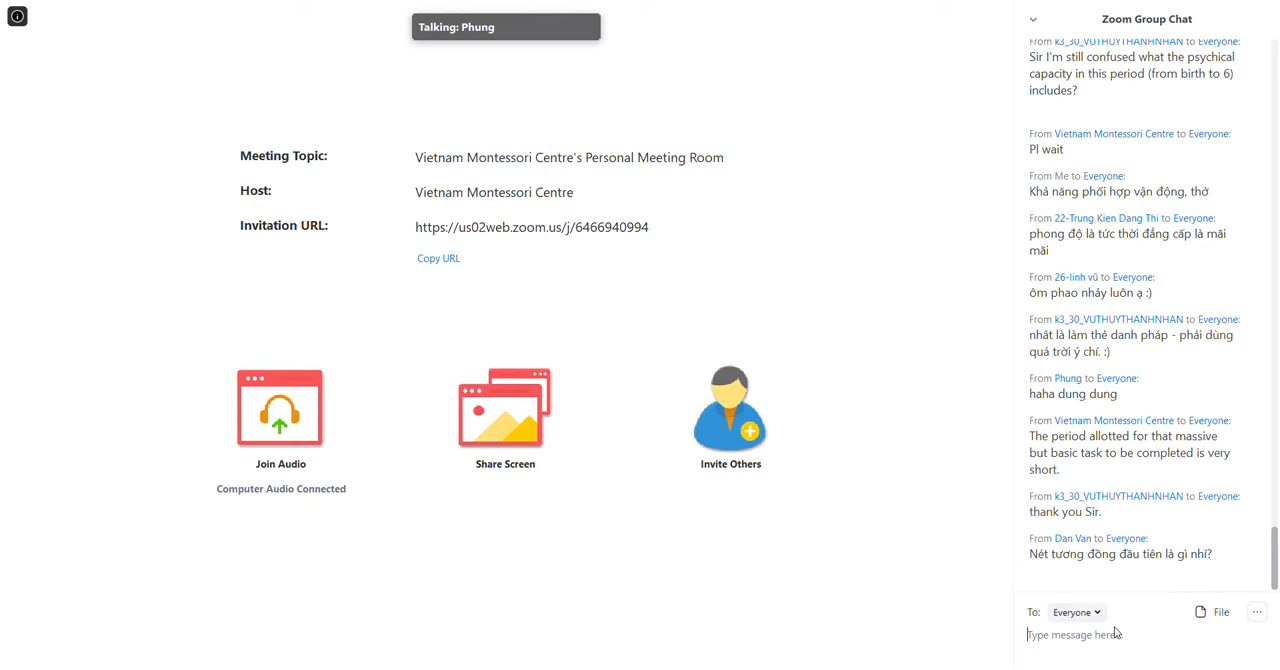 Talking: Phung
Meeting Topic:
Vietnam Montessori Centre's Personal Meeting Room
Host:
Vietnam Montessori Centre
Invitation URL:
https://us02web.zoom.us/j/6466940994
Copy URL
Join Audio
Computer Audio Connected
Share Screen
Invite Others
Zoom Group Chat
From k3_30_VUTHUYTHANHNHAN to Everyone:
Sir I'm still confused what the psychical
capacity in this period (from birth to 6)
includes?
From Vietnam Montessori Centre to Everyone:
Pl wait
From Me to Everyone:
Khả năng phối hợp vận động, thở
From 22-Trung Kien Dang Thi to Everyone:
phong độ là tức thời đẳng cấp là mãi
mãi
From 26-linh vũ to Everyone:
ôm phao nhảy luôn ạ :)
From k3_30_VUTHUYTHANHNHAN to Everyone:
nhât là làm thẻ danh pháp - phải dùng
quá trời ý chí. :)
From Phung to Everyone:
haha dung dung
From Vietnam Montessori Centre to Everyone:
The period allotted for that massive
but basic task to be completed is very
short.
From k3_30_VUTHUYTHANHNHAN to Everyone:
thank you Sir.
From Dan Van to Everyone:
Nét tương đồng đầu tiên là gì nhỉ?
To: Everyone
File
Type message here...